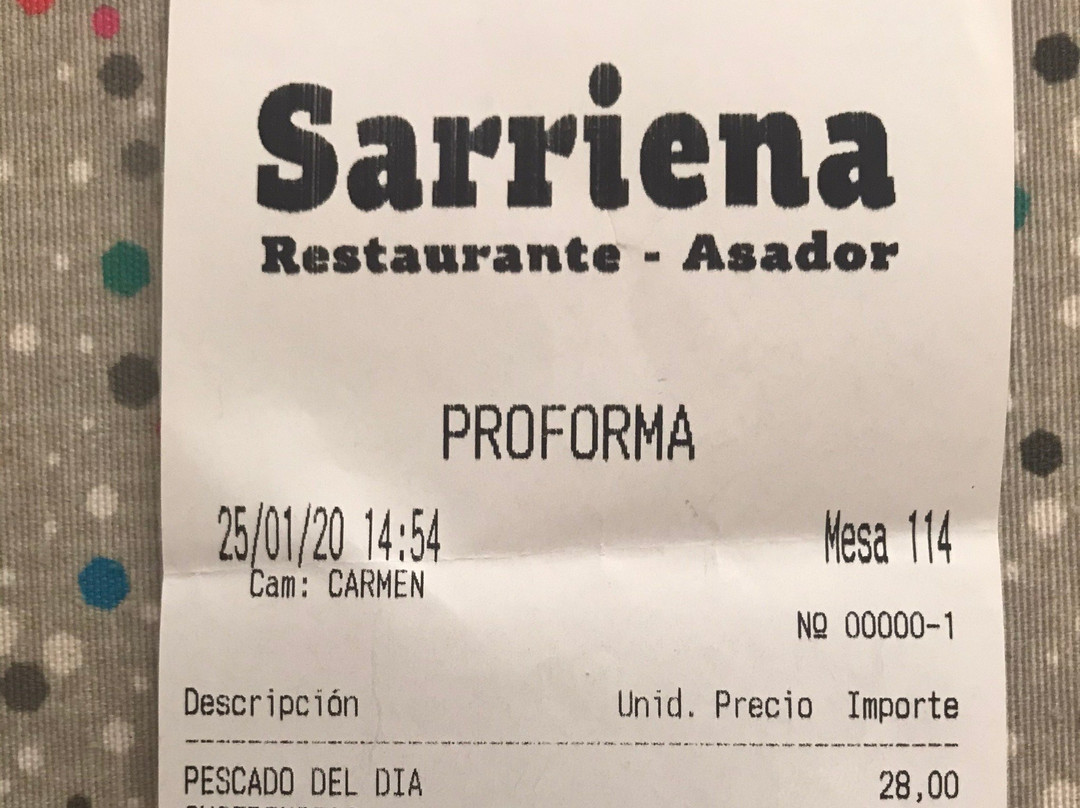 Sarriena
Restaurante - Asador
PROFORMA
25/01/20 14:54 Mesa 114
Cam: CARMEN
Nº 00000-1
Descripción Unid. Precio Importe
PESCADO DEL DIA 28,00